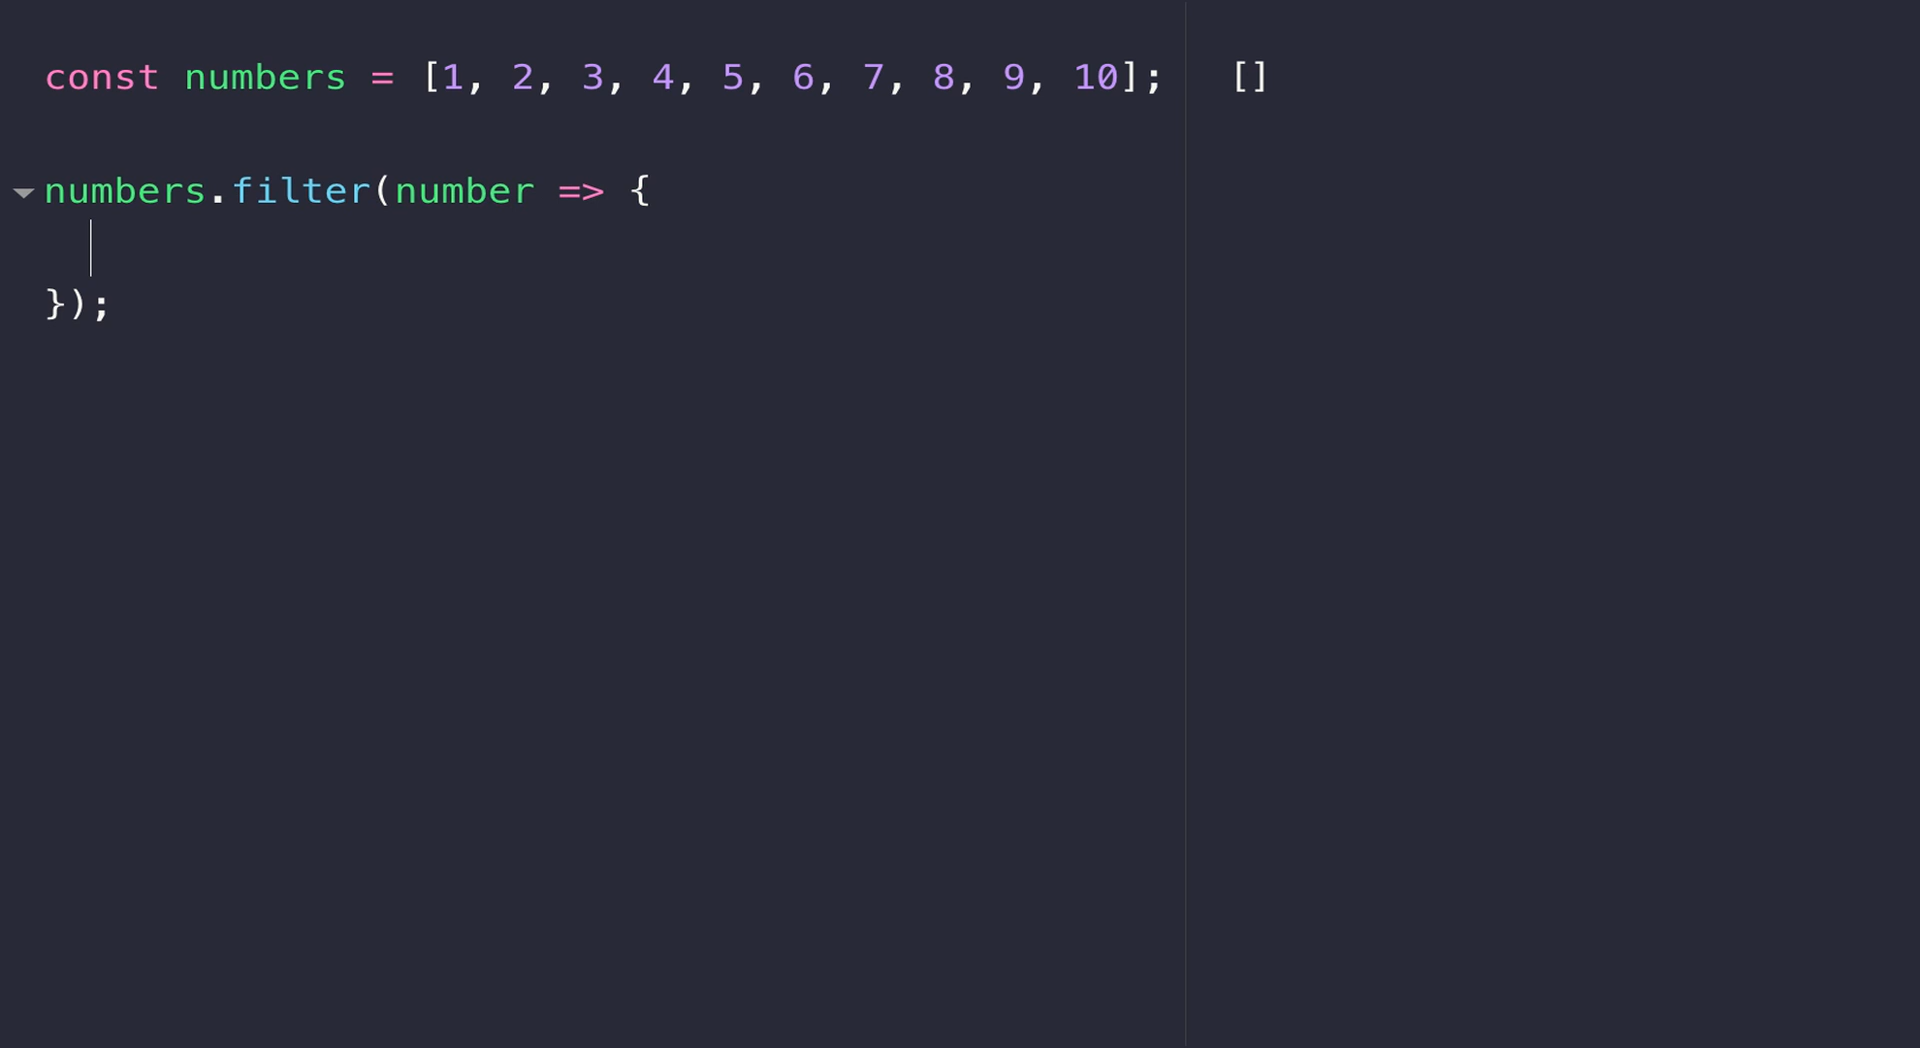 const numbers = [1, 2, 3, 4, 5, 6, 7, 8, 9, 10]; []
numbers.filter(number => {
});